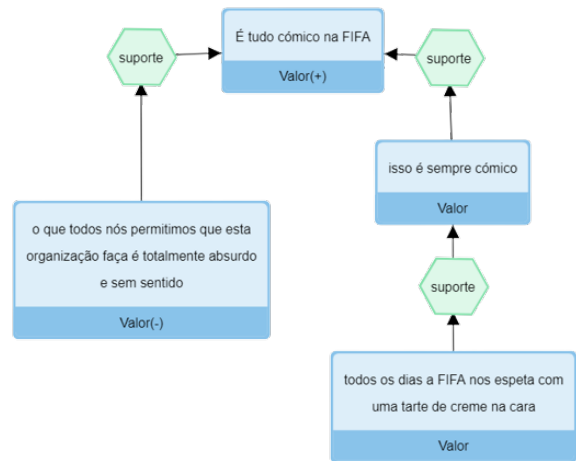 suporte
É tudo cómico na FIFA
Valor(+)
suporte
isso é sempre cómico
Valor
o que todos nós permitimos que esta
organização faça é totalmente absurdo
e sem sentido
Valor(-)
suporte
todos os dias a FIFA nos espeta com
uma tarte de creme na cara
Valor